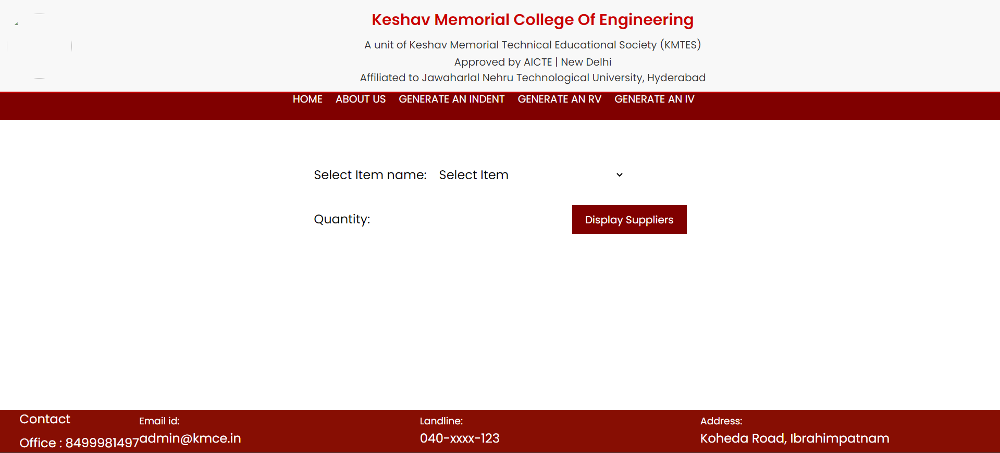 Keshav Memorial College Of Engineering
A unit of Keshav Memorial Technical Educational Society (KMTES)
Approved by AICTE | New Delhi
Affiliated to Jawaharlal Nehru Technological University, Hyderabad
HOME ABOUT US GENERATE AN INDENT GENERATE AN RV GENERATE AN IV
Select Item name: Select Item
Quantity: Display Suppliers
Contact
Office : 8499981497
Email id:
admin@kmce.in
Landline:
040-xxxx-123
Address:
Koheda Road, Ibrahimpatnam